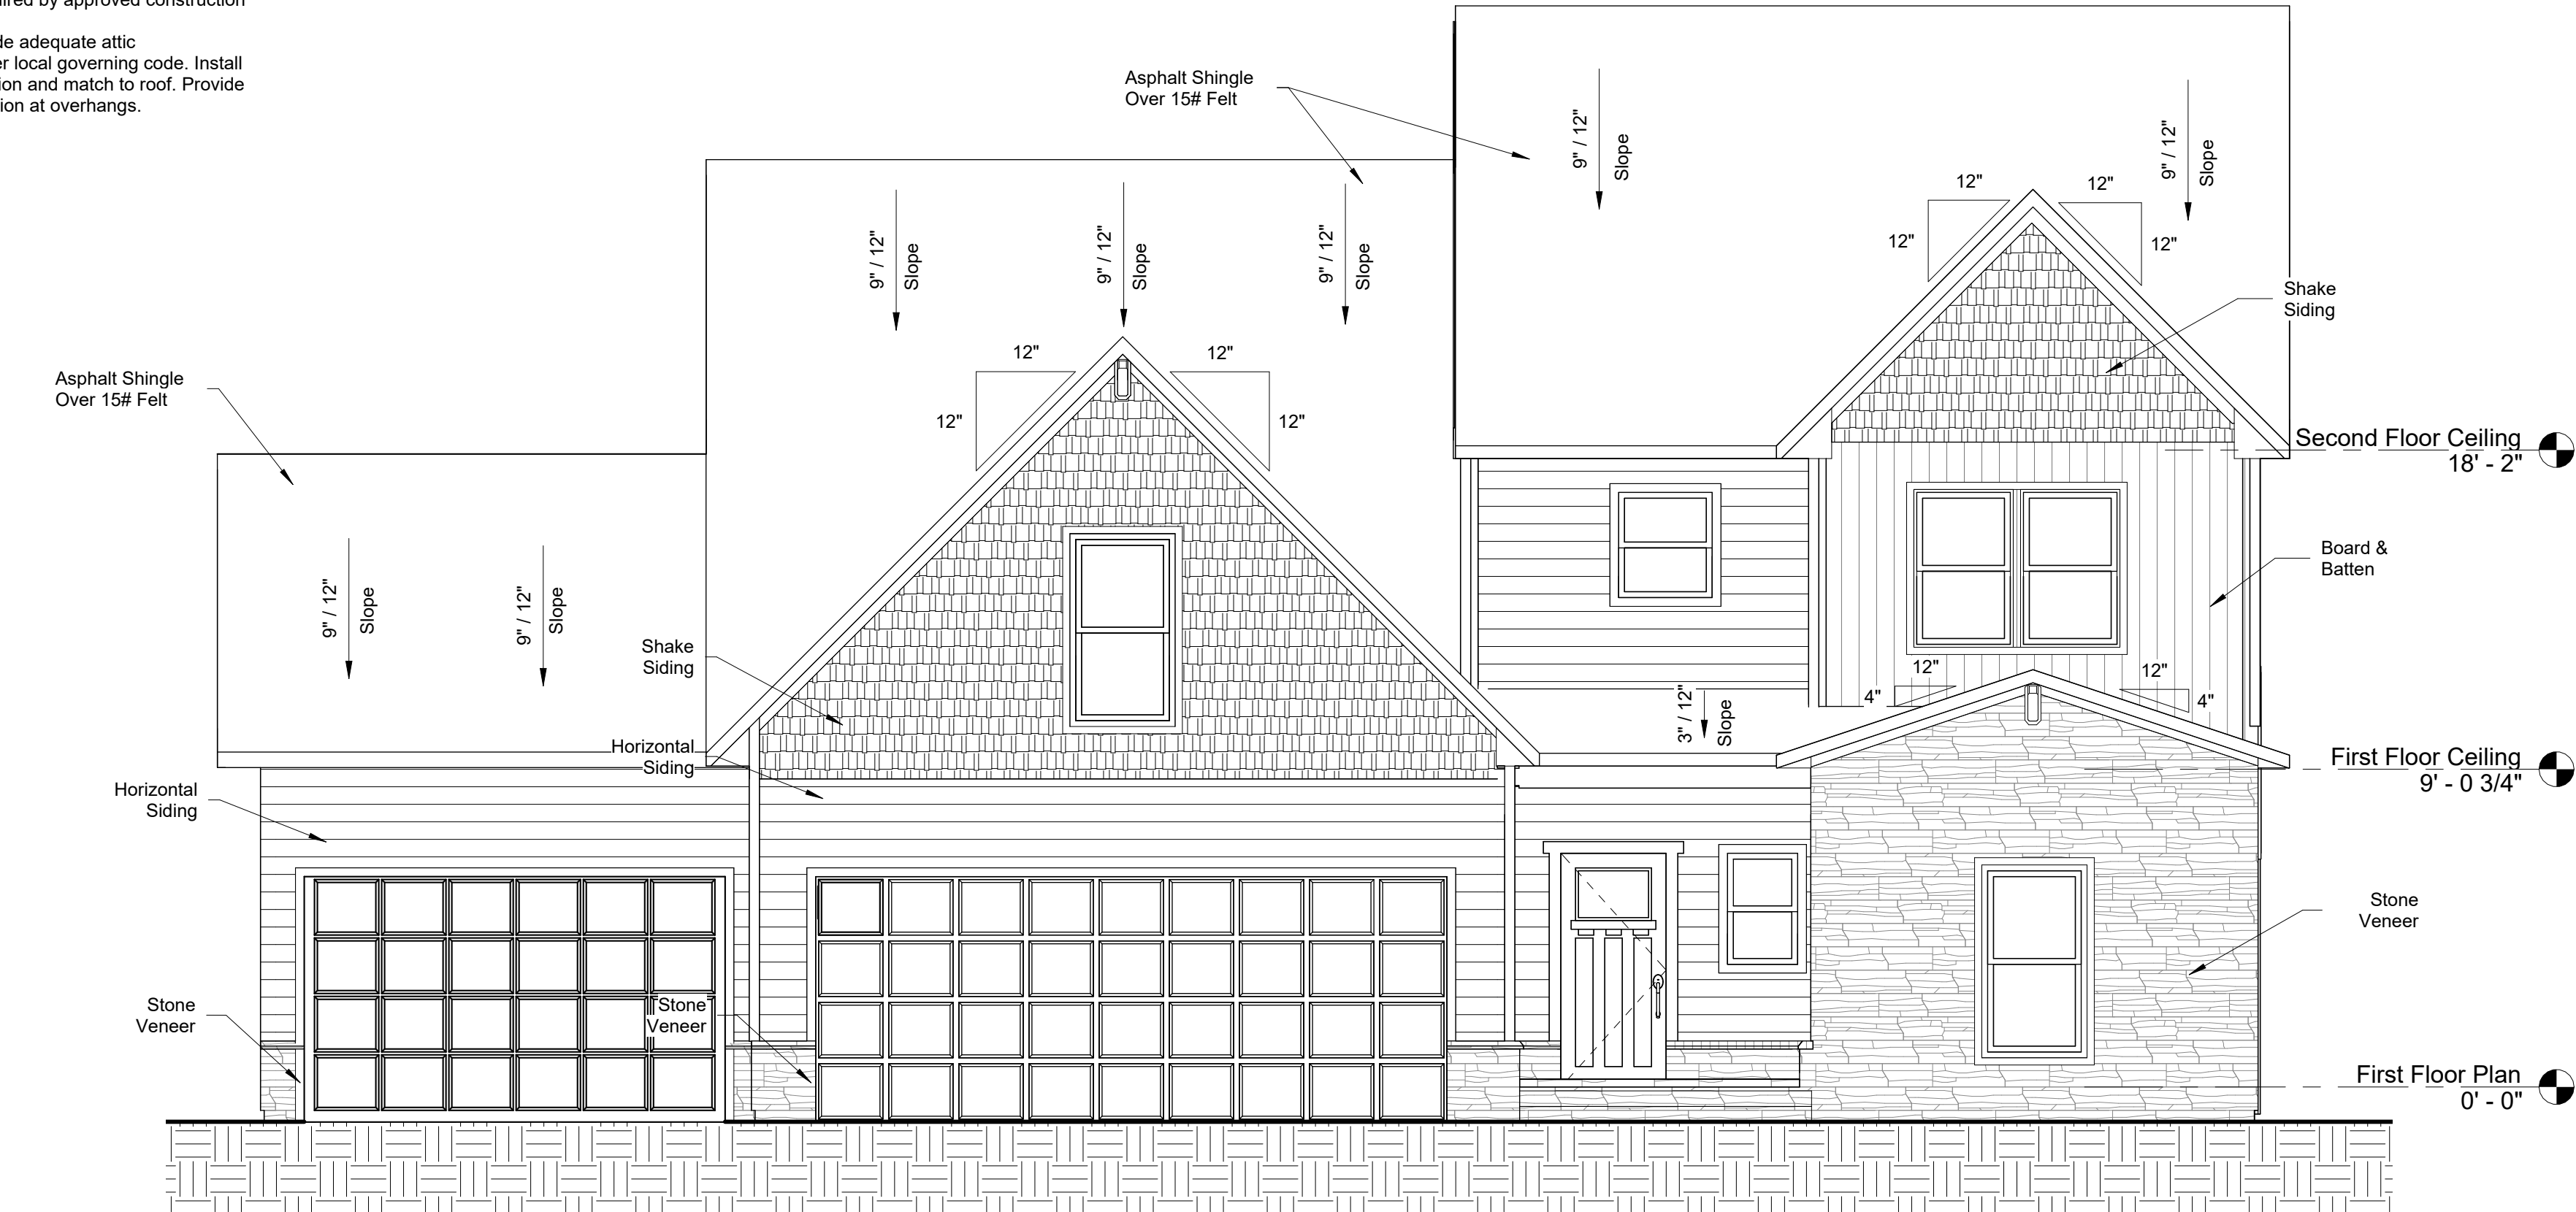 uired by approved construction
de adequate attic
er local governing code. Install
ion and match to roof. Provide
ion at overhangs.
Asphalt Shingle
Over 15# Felt
9" / 12"
Slope
9" / 12"
Slope
12"
12"
12"
12"
9" / 12"
Slope
9" / 12"
Slope
9" / 12"
Slope
Shake
Siding
12"
12"
12"
12"
Asphalt Shingle
Over 15# Felt
Second Floor Ceiling
18' - 2"
Board &
Batten
9" / 12"
Slope
9" / 12"
Slope
Shake
Siding
12"
4"
12"
4"
3" / 12"
Slope
Horizontal
Siding
First Floor Ceiling
9' - 0 3/4"
Horizontal
Siding
Stone
Veneer
Stone
Veneer
Stone
Veneer
First Floor Plan
0' - 0"